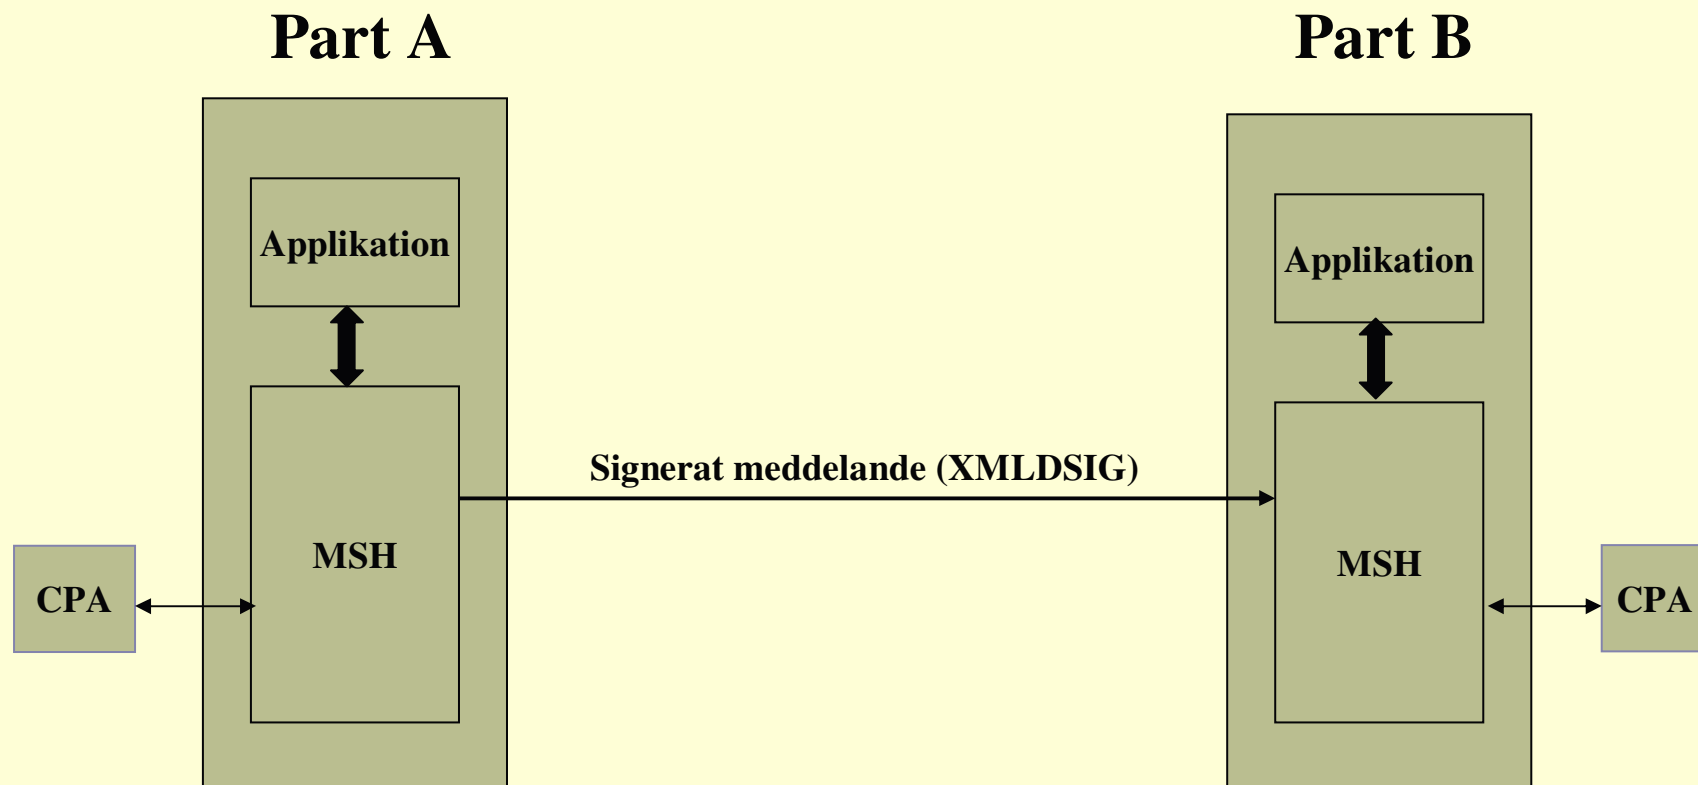 Part A
Part B
Applikation
Applikation
Signerat meddelande (XMLDSIG)
MSH
MSH
CPA
CPA